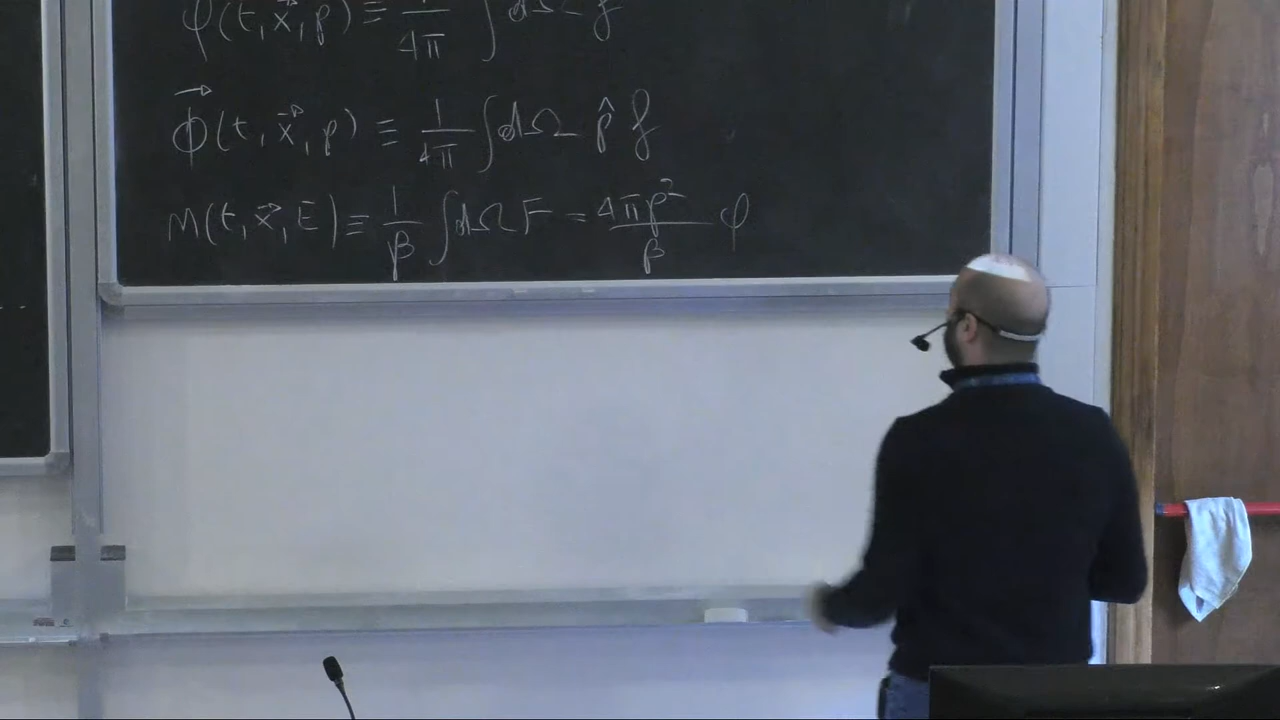 φ(t, x⃗, p) ≡ 1/4π ∫ dΩ f
Φ⃗(t, x⃗, p) ≡ 1/4π ∫ dΩ p̂ f
n(t, x⃗, E) ≡ 1/β ∫ dΩ F = 4πp²/β φ